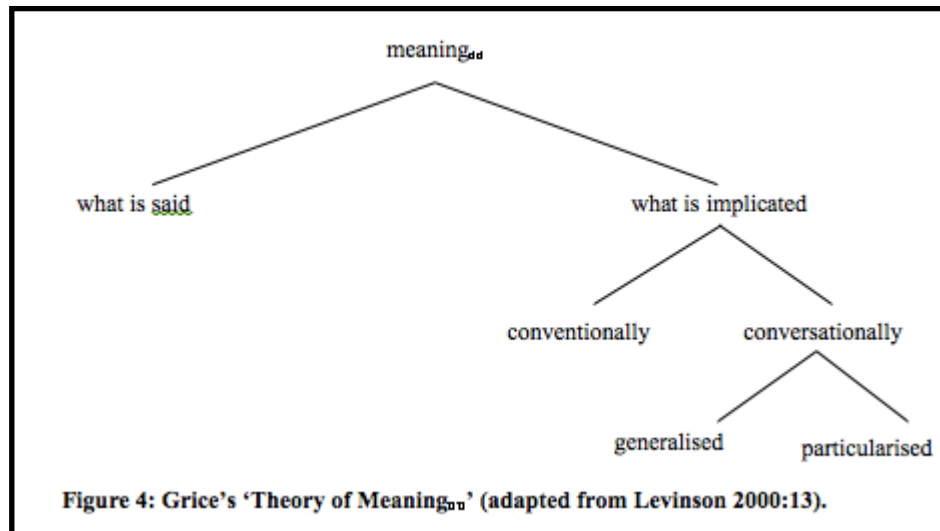 meaning
what is said
what is implicated
conventionally
conversationally
generalised
particularised
Figure 4: Grice's 'Theory of Meaning' (adapted from Levinson 2000:13).